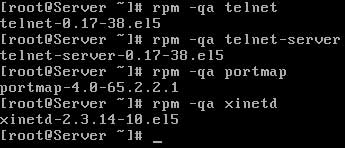 [root@Server ~]# rpm -qa telnet
telnet-0.17-38.el5
[root@Server ~]# rpm -qa telnet-server
telnet-server-0.17-38.el5
[root@Server ~]# rpm -qa portmap
portmap-4.0-65.2.2.1
[root@Server ~]# rpm -qa xinetd
xinetd-2.3.14-10.el5
[root@Server ~]# _